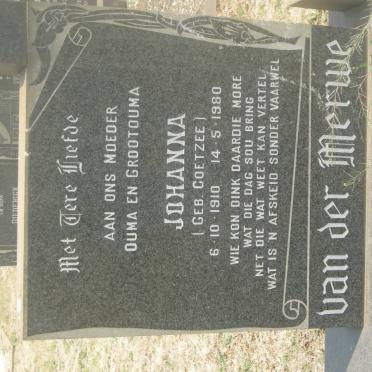 Met Tere Liefde
AAN ONS MOEDER
OUMA EN GROOTOUMA
JOHANNA
(GEB. COETZEE)
6·10·1910 14·5·1980
WIE KON DINK DAARDIE MORE
WAT DIE DAG SOU BRING
NET DIE WAT WEET KAN VERTEL
WAT IS N AFSKEID SONDER VAARWEL
van der Merwe